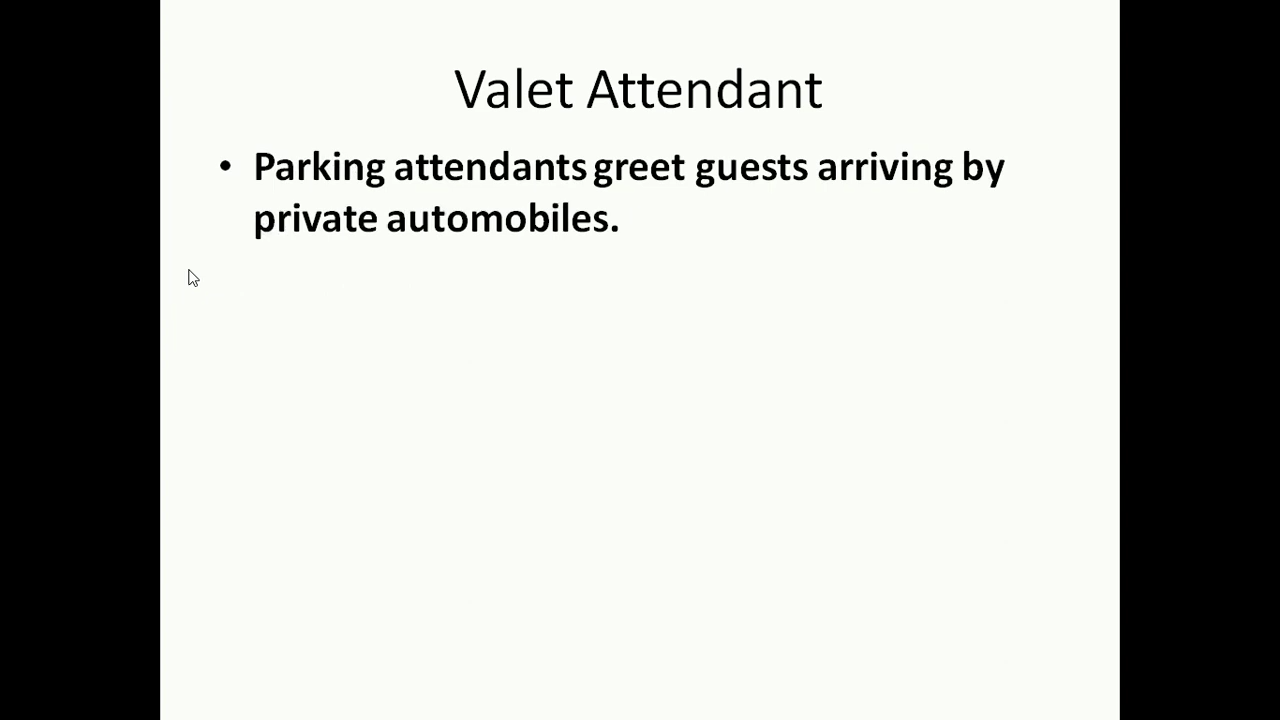 Valet Attendant
• Parking attendants greet guests arriving by
private automobiles.